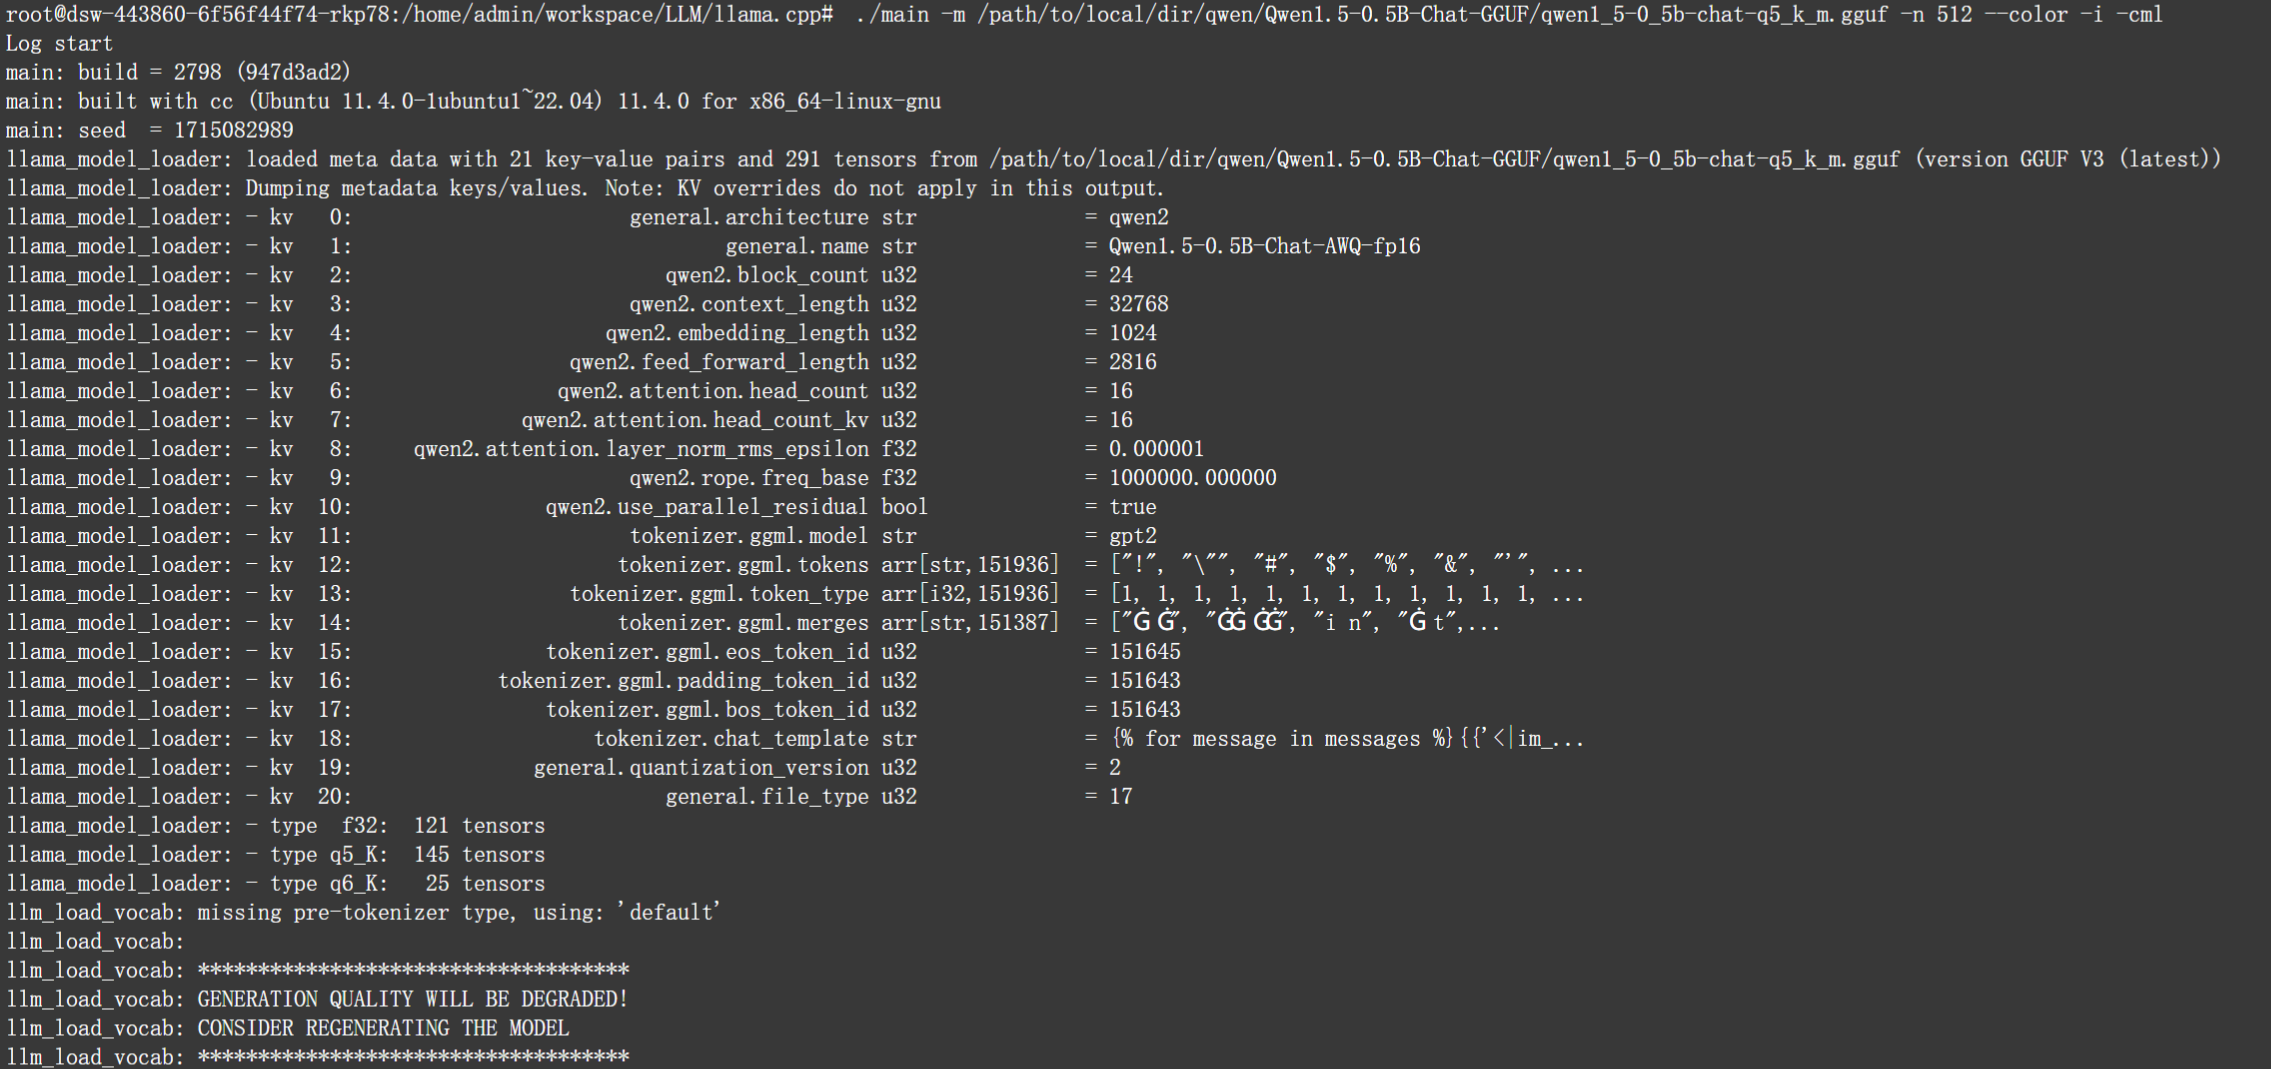 root@dsw-443860-6f56f44f74-rkp78:/home/admin/workspace/LLM/llama.cpp#  ./main -m /path/to/local/dir/qwen/Qwen1.5-0.5B-Chat-GGUF/qwen1_5-0_5b-chat-q5_k_m.gguf -n 512 --color -i -cml
Log start
main: build = 2798 (947d3ad2)
main: built with cc (Ubuntu 11.4.0-1ubuntu1~22.04) 11.4.0 for x86_64-linux-gnu
main: seed  = 1715082989
llama_model_loader: loaded meta data with 21 key-value pairs and 291 tensors from /path/to/local/dir/qwen/Qwen1.5-0.5B-Chat-GGUF/qwen1_5-0_5b-chat-q5_k_m.gguf (version GGUF V3 (latest))
llama_model_loader: Dumping metadata keys/values. Note: KV overrides do not apply in this output.
llama_model_loader: - kv   0:                       general.architecture str              = qwen2
llama_model_loader: - kv   1:                               general.name str              = Qwen1.5-0.5B-Chat-AWQ-fp16
llama_model_loader: - kv   2:                          qwen2.block_count u32              = 24
llama_model_loader: - kv   3:                       qwen2.context_length u32              = 32768
llama_model_loader: - kv   4:                     qwen2.embedding_length u32              = 1024
llama_model_loader: - kv   5:                  qwen2.feed_forward_length u32              = 2816
llama_model_loader: - kv   6:                 qwen2.attention.head_count u32              = 16
llama_model_loader: - kv   7:              qwen2.attention.head_count_kv u32              = 16
llama_model_loader: - kv   8:     qwen2.attention.layer_norm_rms_epsilon f32              = 0.000001
llama_model_loader: - kv   9:                       qwen2.rope.freq_base f32              = 1000000.000000
llama_model_loader: - kv  10:                qwen2.use_parallel_residual bool             = true
llama_model_loader: - kv  11:                       tokenizer.ggml.model str              = gpt2
llama_model_loader: - kv  12:                      tokenizer.ggml.tokens arr[str,151936]  = ["!", "\"", "#", "$", "%", "&", "'", ...
llama_model_loader: - kv  13:                  tokenizer.ggml.token_type arr[i32,151936]  = [1, 1, 1, 1, 1, 1, 1, 1, 1, 1, 1, 1, ...
llama_model_loader: - kv  14:                      tokenizer.ggml.merges arr[str,151387]  = ["Ġ Ġ", "ĠĠ ĠĠ", "i n", "Ġ t",...
llama_model_loader: - kv  15:                tokenizer.ggml.eos_token_id u32              = 151645
llama_model_loader: - kv  16:            tokenizer.ggml.padding_token_id u32              = 151643
llama_model_loader: - kv  17:                tokenizer.ggml.bos_token_id u32              = 151643
llama_model_loader: - kv  18:                    tokenizer.chat_template str              = {% for message in messages %}{{'<|im_...
llama_model_loader: - kv  19:               general.quantization_version u32              = 2
llama_model_loader: - kv  20:                          general.file_type u32              = 17
llama_model_loader: - type  f32:  121 tensors
llama_model_loader: - type q5_K:  145 tensors
llama_model_loader: - type q6_K:   25 tensors
llm_load_vocab: missing pre-tokenizer type, using: 'default'
llm_load_vocab:
llm_load_vocab: ************************************
llm_load_vocab: GENERATION QUALITY WILL BE DEGRADED!
llm_load_vocab: CONSIDER REGENERATING THE MODEL
llm_load_vocab: ************************************